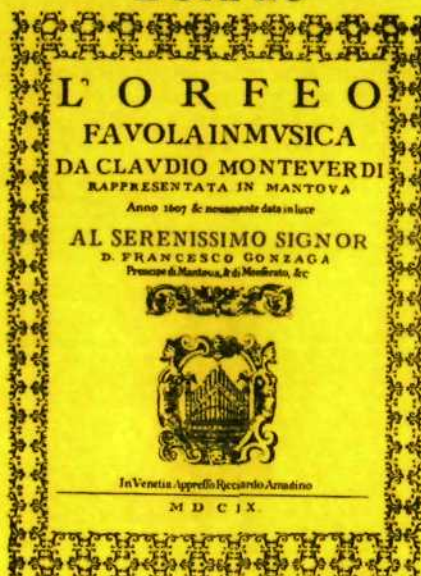 L' O R F E O
FAVOLA IN MVSICA
DA CLAVDIO MONTEVERDI
RAPPRESENTATA IN MANTOVA
Anno 1607 & nouamente data in luce
AL SERENISSIMO SIGNOR
D. FRANCESCO GONZAGA
Prencipe di Mantoua, & di Monferato, &c
In Venetia Appresso Ricciardo Amadino
M D C I X.